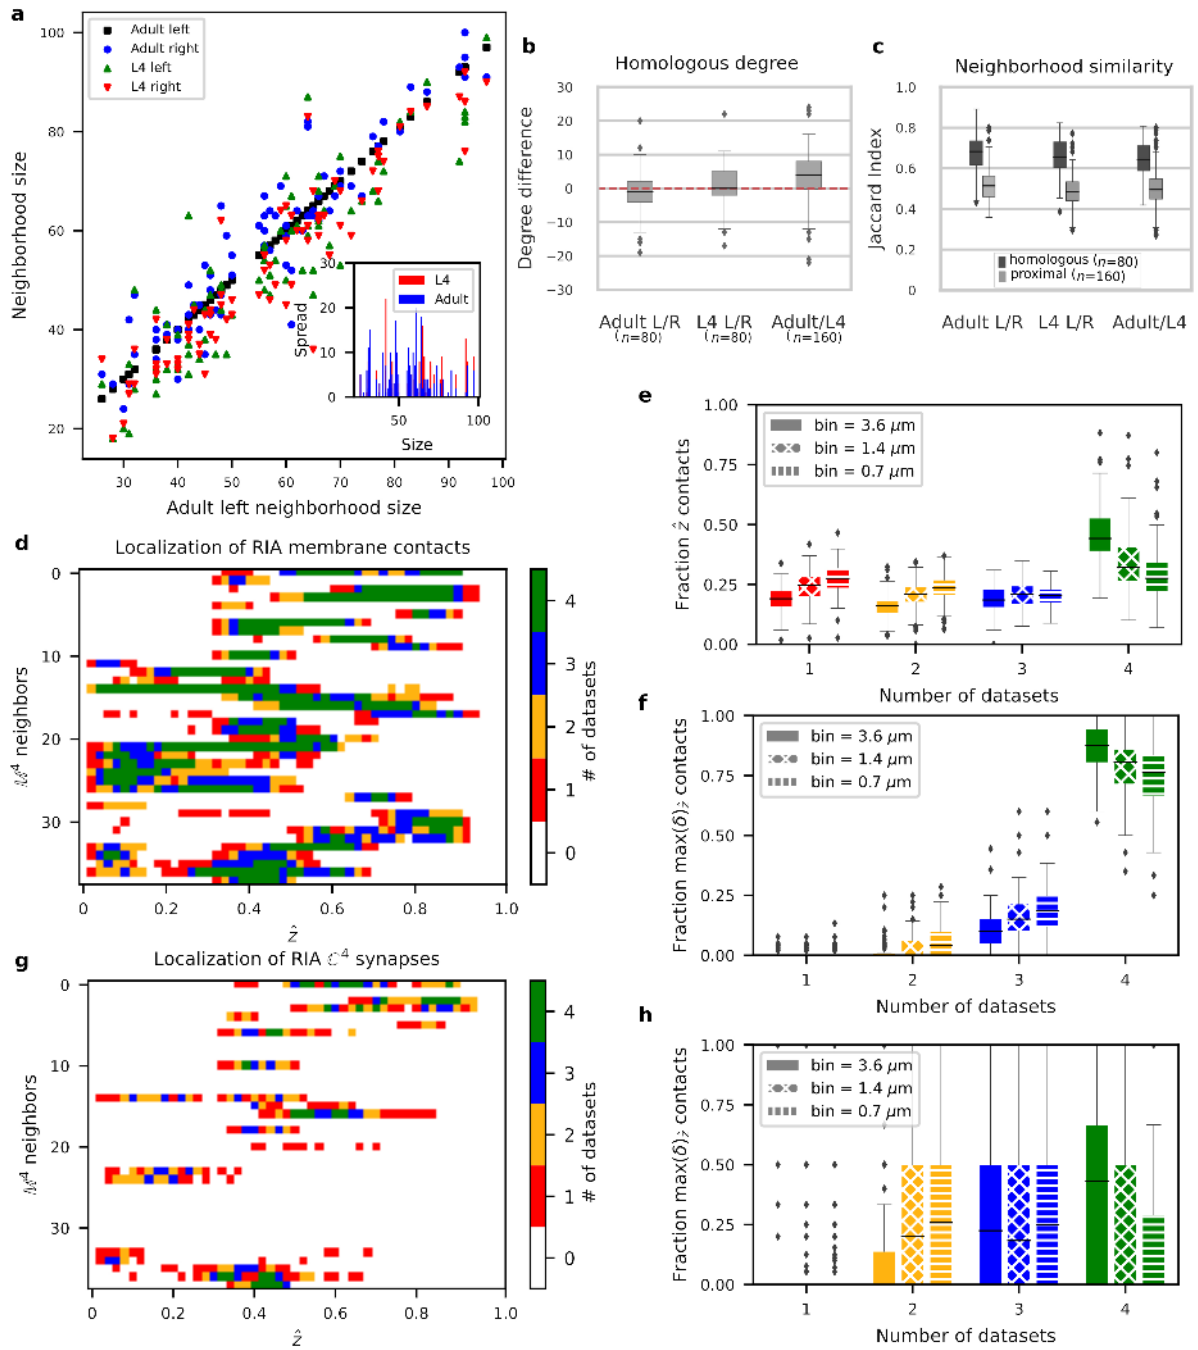 a
Adult left
Adult right
L4 left
L4 right
100
80
60
40
20
Neighborhood size
30
40
50
60
70
80
90
100
Adult left neighborhood size
30
20
10
0
Spread
L4
Adult
50
100
Size
b
Homologous degree
30
20
10
0
−10
−20
−30
Degree difference
Adult L/R
(n=80)
L4 L/R
(n=80)
Adult/L4
(n=160)
c
Neighborhood similarity
1.0
0.8
0.6
0.4
0.2
0
Jaccard Index
homologous (n=80)
proximal (n=160)
Adult L/R
L4 L/R
Adult/L4
d
Localization of RIA membrane contacts
0
10
20
30
𝕄⁴ neighbors
0
0.2
0.4
0.6
0.8
1.0
ẑ
4
3
2
1
0
# of datasets
e
1.00
0.75
0.50
0.25
0.00
Fraction ẑ contacts
bin = 3.6 μm
bin = 1.4 μm
bin = 0.7 μm
1
2
3
4
Number of datasets
f
1.00
0.75
0.50
0.25
0.00
Fraction max(δ)ẑ contacts
bin = 3.6 μm
bin = 1.4 μm
bin = 0.7 μm
1
2
3
4
Number of datasets
g
Localization of RIA ℂ⁴ synapses
0
10
20
30
𝕄⁴ neighbors
0
0.2
0.4
0.6
0.8
1.0
ẑ
4
3
2
1
0
# of datasets
h
1.00
0.75
0.50
0.25
0.00
Fraction max(δ)ẑ contacts
bin = 3.6 μm
bin = 1.4 μm
bin = 0.7 μm
1
2
3
4
Number of datasets